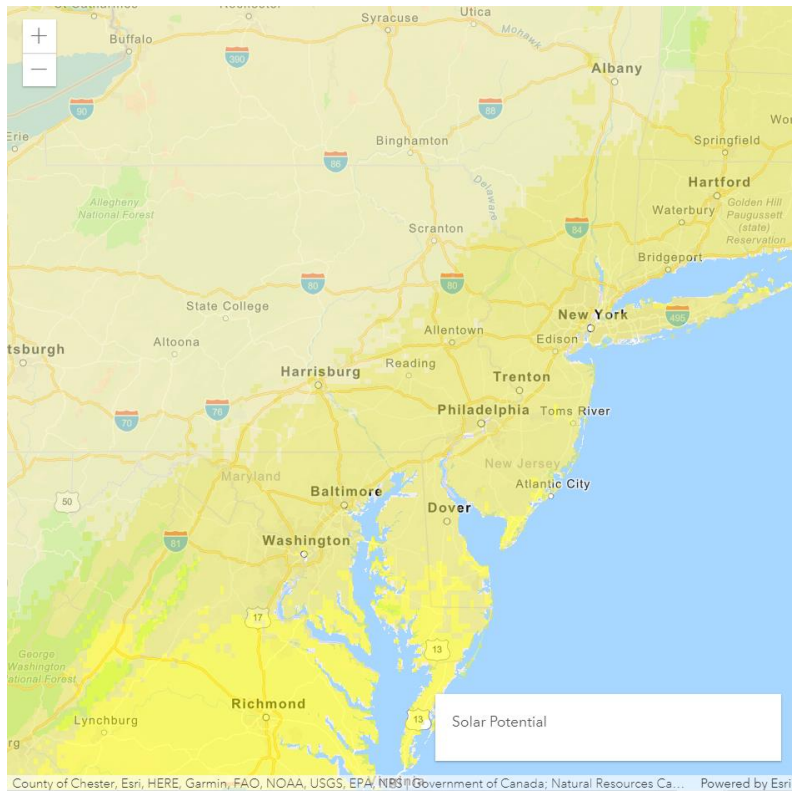 Syracuse
Utica
Buffalo
Mohawk
390
Albany
90
88
Erie
Binghamton
Springfield
86
Delaware
Hartford
Allegheny
National Forest
Waterbury
Golden Hill
Paugussett
(state)
Reservation
Scranton
84
Bridgeport
80
80
State College
New York
495
Allentown
Edison
Altoona
tsburgh
Reading
Harrisburg
Trenton
76
Philadelphia
Toms River
70
New Jersey
Maryland
Atlantic City
Baltimore
50
Dover
Washington
81
17
13
George
Washington
ational Forest
Richmond
Lynchburg
13
Solar Potential
rg
County of Chester, Esri, HERE, Garmin, FAO, NOAA, USGS, EPA, NPS | Government of Canada; Natural Resources Ca...
Powered by Esri